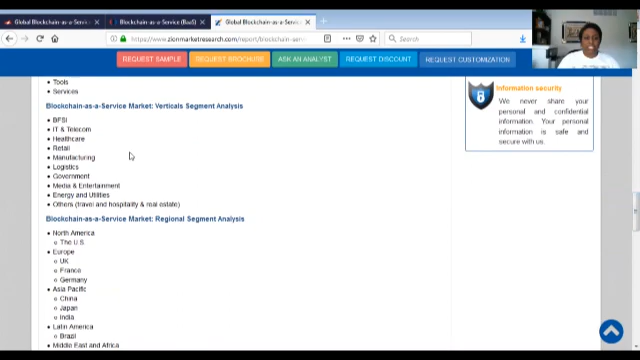 Global Blockchain-as-a-Servic
Blockchain-as-a-Service (BaaS)
Global Blockchain-as-a-Servic
https://www.zionmarketresearch.com/report/blockchain-serv
Search
REQUEST SAMPLE
REQUEST BROCHURE
ASK AN ANALYST
REQUEST DISCOUNT
REQUEST CUSTOMIZATION
Tools
Services
Blockchain-as-a-Service Market: Verticals Segment Analysis
BFSI
IT & Telecom
Healthcare
Retail
Manufacturing
Logistics
Government
Media & Entertainment
Energy and Utilities
Others (travel and hospitality & real estate)
Blockchain-as-a-Service Market: Regional Segment Analysis
North America
The U.S
Europe
UK
France
Germany
Asia Pacific
China
Japan
India
Latin America
Brazil
Middle East and Africa
Information security
We never share your
personal and confidential
information. Your personal
information is safe and
secure with us.